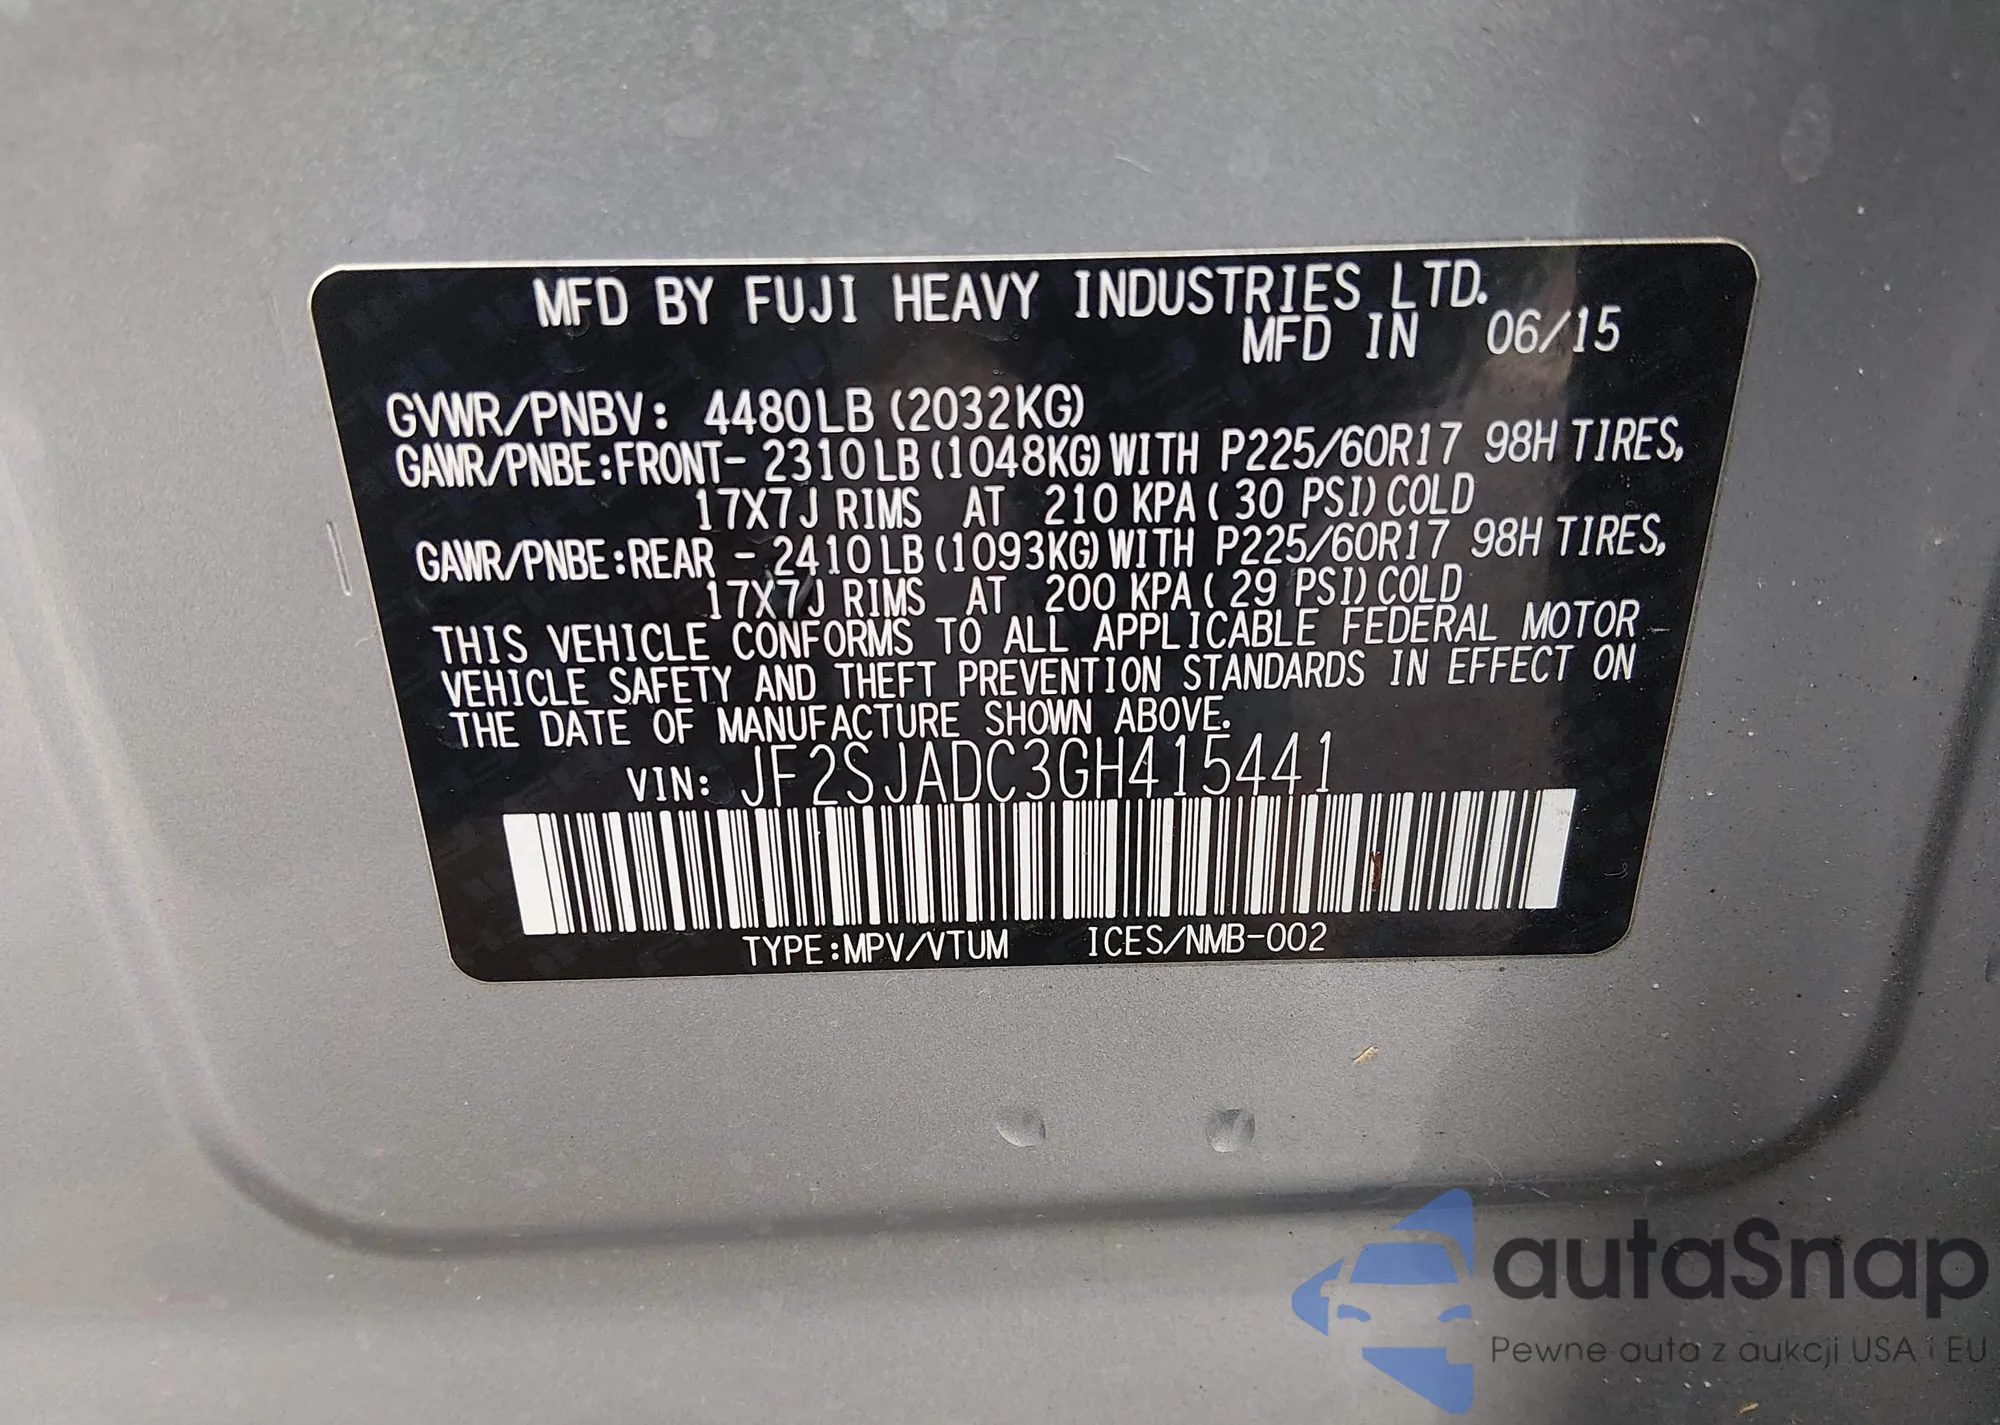 MFD BY FUJI HEAVY INDUSTRIES LTD.
MFD IN 06/15
GVWR/PNBV: 4480LB (2032KG)
GAWR/PNBE:FRONT- 2310LB (1048KG) WITH P225/60R17 98H TIRES,
17X7J RIMS AT 210 KPA ( 30 PSI) COLD
GAWR/PNBE:REAR - 2410LB (1093KG) WITH P225/60R17 98H TIRES,
17X7J RIMS AT 200 KPA ( 29 PSI) COLD
THIS VEHICLE CONFORMS TO ALL APPLICABLE FEDERAL MOTOR
VEHICLE SAFETY AND THEFT PREVENTION STANDARDS IN EFFECT ON
THE DATE OF MANUFACTURE SHOWN ABOVE.
VIN: JF2SJADC3GH415441
TYPE:MPV/VTUM ICES/NMB-002
autaSnap
Pewne auta z aukcji USA i EU